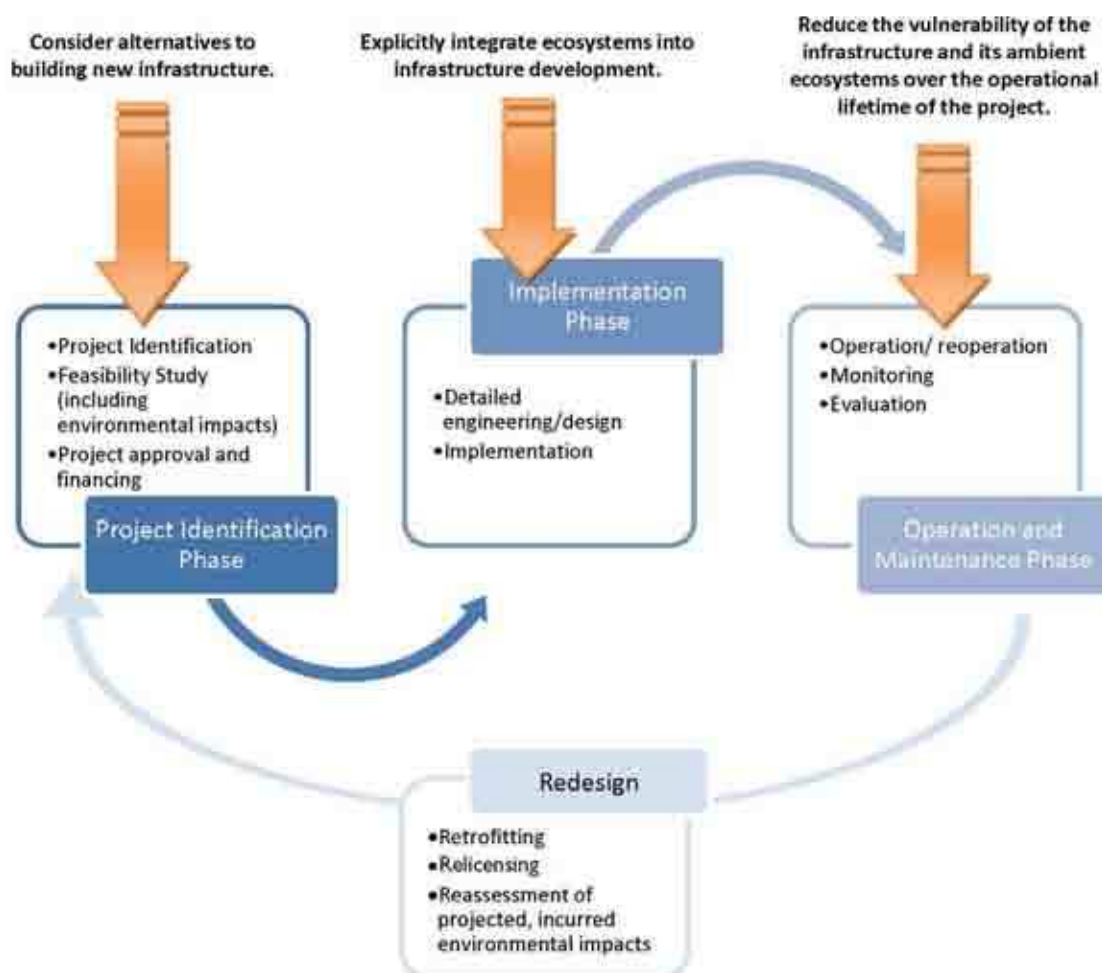 Consider alternatives to
building new infrastructure.
Explicitly integrate ecosystems into
infrastructure development.
Reduce the vulnerability of the
infrastructure and its ambient
ecosystems over the operational
lifetime of the project.
•Project Identification
•Feasibility Study
(including
environmental impacts)
•Project approval and
financing
Project Identification
Phase
Implementation
Phase
•Detailed
engineering/design
•Implementation
•Operation/ reoperation
•Monitoring
•Evaluation
Operation and
Maintenance Phase
Redesign
•Retrofitting
•Relicensing
•Reassessment of
projected, incurred
environmental impacts